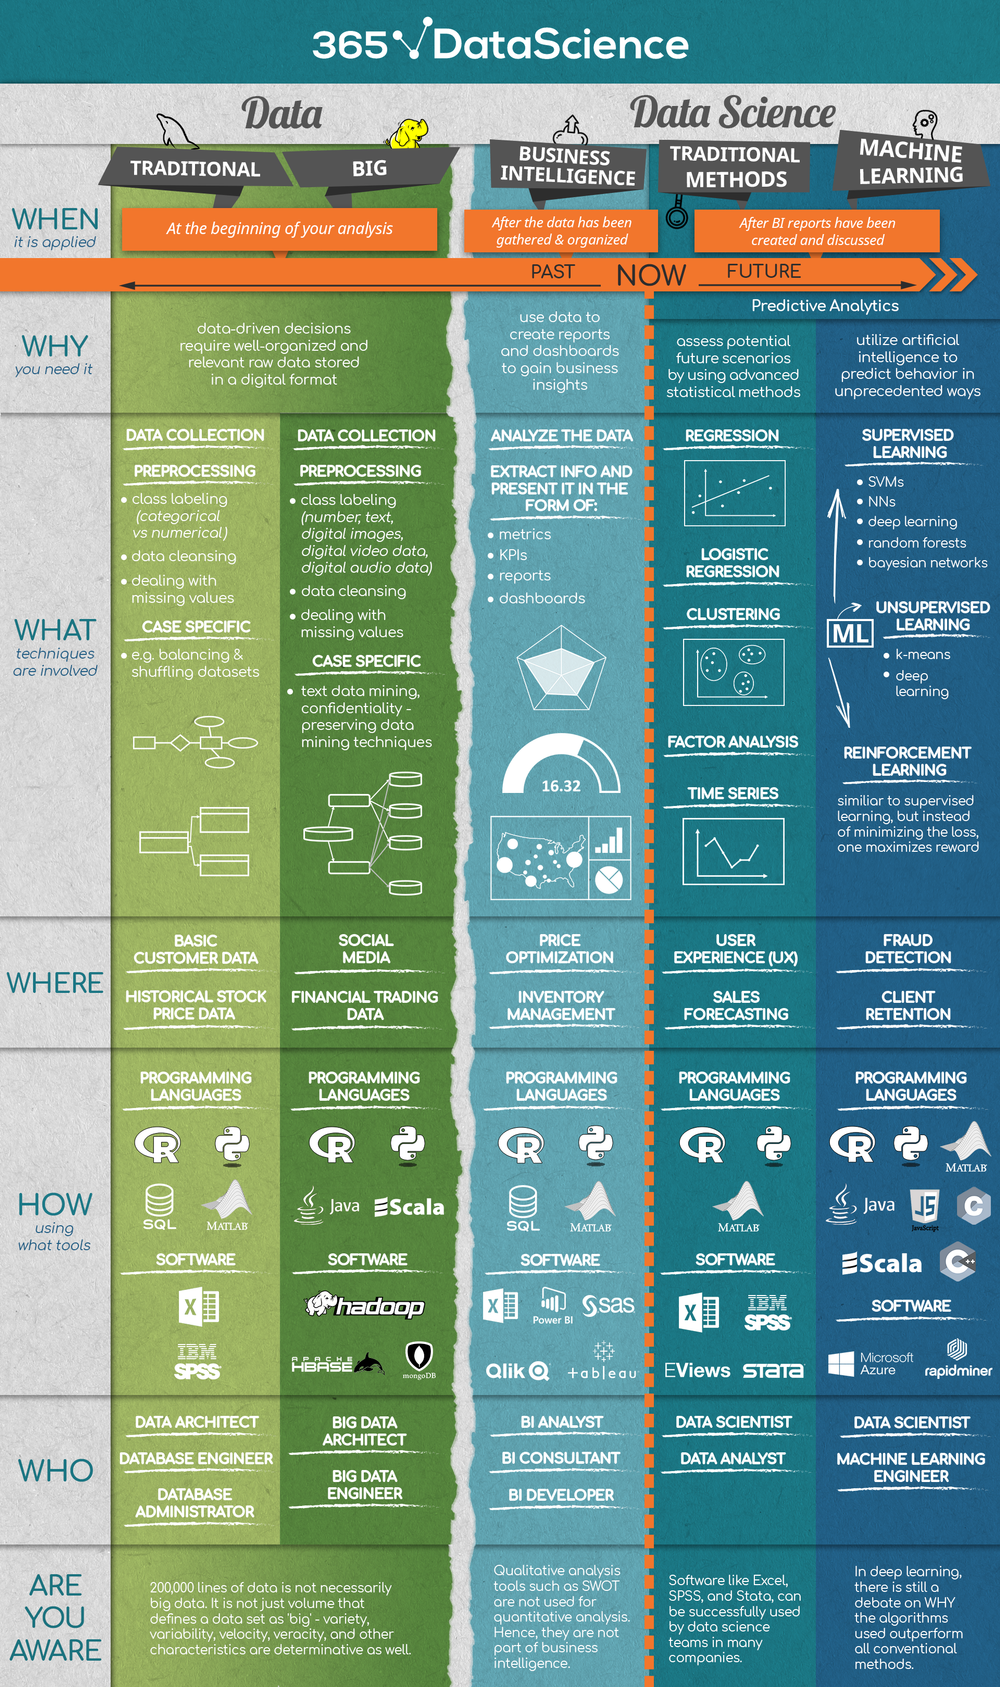 365 DataScience
Data
Data Science
TRADITIONAL
BIG
BUSINESS
INTELLIGENCE
TRADITIONAL
METHODS
MACHINE
LEARNING
WHEN
it is applied
At the beginning of your analysis
After the data has been
gathered & organized
After BI reports have been
created and discussed
PAST
NOW
FUTURE
Predictive Analytics
WHY
you need it
data-driven decisions
require well-organized and
relevant raw data stored
in a digital format
use data to
create reports
and dashboards
to gain business
insights
assess potential
future scenarios
by using advanced
statistical methods
utilize artificial
intelligence to
predict behavior in
unprecedented ways
WHAT
techniques
are involved
DATA COLLECTION
PREPROCESSING
• class labeling
(categorical
vs numerical)
• data cleansing
• dealing with
missing values
CASE SPECIFIC
• e.g. balancing &
shuffling datasets
DATA COLLECTION
PREPROCESSING
• class labeling
(number, text,
digital images,
digital video data,
digital audio data)
• data cleansing
• dealing with
missing values
CASE SPECIFIC
• text data mining,
confidentiality -
preserving data
mining techniques
ANALYZE THE DATA
EXTRACT INFO AND
PRESENT IT IN THE
FORM OF:
• metrics
• KPIs
• reports
• dashboards
16.32
REGRESSION
LOGISTIC
REGRESSION
CLUSTERING
FACTOR ANALYSIS
TIME SERIES
SUPERVISED
LEARNING
• SVMs
• NNs
• deep learning
• random forests
• bayesian networks
ML
UNSUPERVISED
LEARNING
• k-means
• deep
learning
REINFORCEMENT
LEARNING
similiar to supervised
learning, but instead
of minimizing the loss,
one maximizes reward
WHERE
BASIC
CUSTOMER DATA
HISTORICAL STOCK
PRICE DATA
SOCIAL
MEDIA
FINANCIAL TRADING
DATA
PRICE
OPTIMIZATION
INVENTORY
MANAGEMENT
USER
EXPERIENCE (UX)
SALES
FORECASTING
FRAUD
DETECTION
CLIENT
RETENTION
HOW
using
what tools
PROGRAMMING
LANGUAGES
R
SQL
MATLAB
SOFTWARE
X
IBM
SPSS
PROGRAMMING
LANGUAGES
R
Java
Scala
SOFTWARE
hadoop
APACHE
HBASE
mongoDB
PROGRAMMING
LANGUAGES
R
SQL
MATLAB
SOFTWARE
X
Power BI
sas
Qlik
+ableau
PROGRAMMING
LANGUAGES
R
MATLAB
SOFTWARE
X
IBM
SPSS
EViews
STATA
PROGRAMMING
LANGUAGES
R
MATLAB
Java
JS
JavaScript
C
Scala
C++
SOFTWARE
Microsoft
Azure
rapidminer
WHO
DATA ARCHITECT
DATABASE ENGINEER
DATABASE
ADMINISTRATOR
BIG DATA
ARCHITECT
BIG DATA
ENGINEER
BI ANALYST
BI CONSULTANT
BI DEVELOPER
DATA SCIENTIST
DATA ANALYST
DATA SCIENTIST
MACHINE LEARNING
ENGINEER
ARE
YOU
AWARE
200,000 lines of data is not necessarily
big data. It is not just volume that
defines a data set as 'big' - variety,
variability, velocity, veracity, and other
characteristics are determinative as well.
Qualitative analysis
tools such as SWOT
are not used for
quantitative analysis.
Hence, they are not
part of business
intelligence.
Software like Excel,
SPSS, and Stata, can
be successfully used
by data science
teams in many
companies.
In deep learning,
there is still a
debate on WHY
the algorithms
used outperform
all conventional
methods.